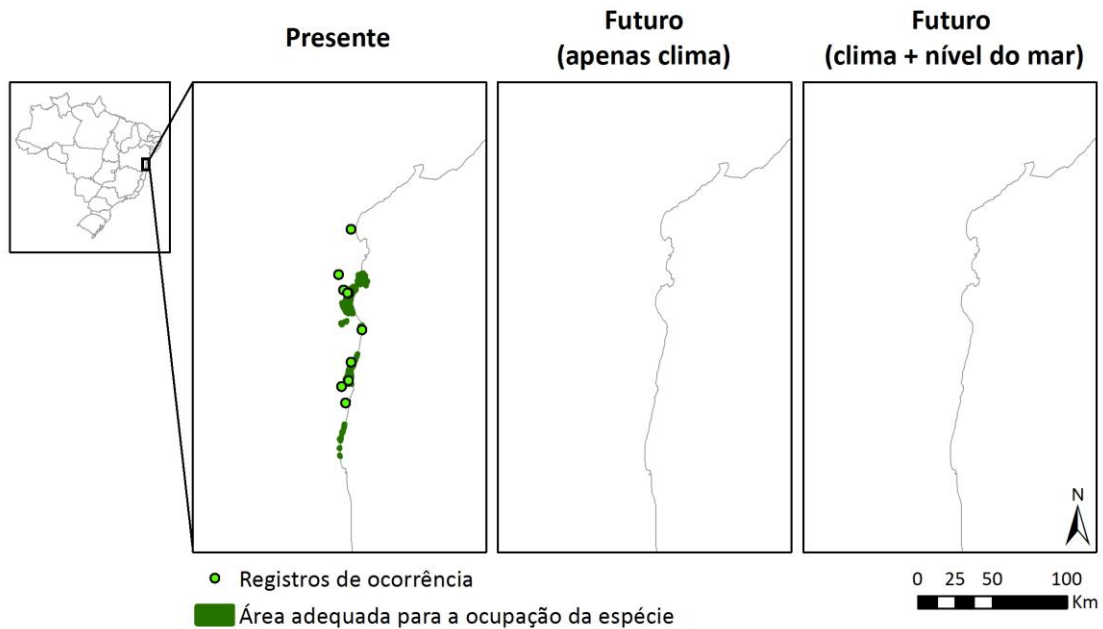 Presente
Futuro
(apenas clima)
Futuro
(clima + nível do mar)
N
Registros de ocorrência
Área adequada para a ocupação da espécie
0 25 50 100
Km